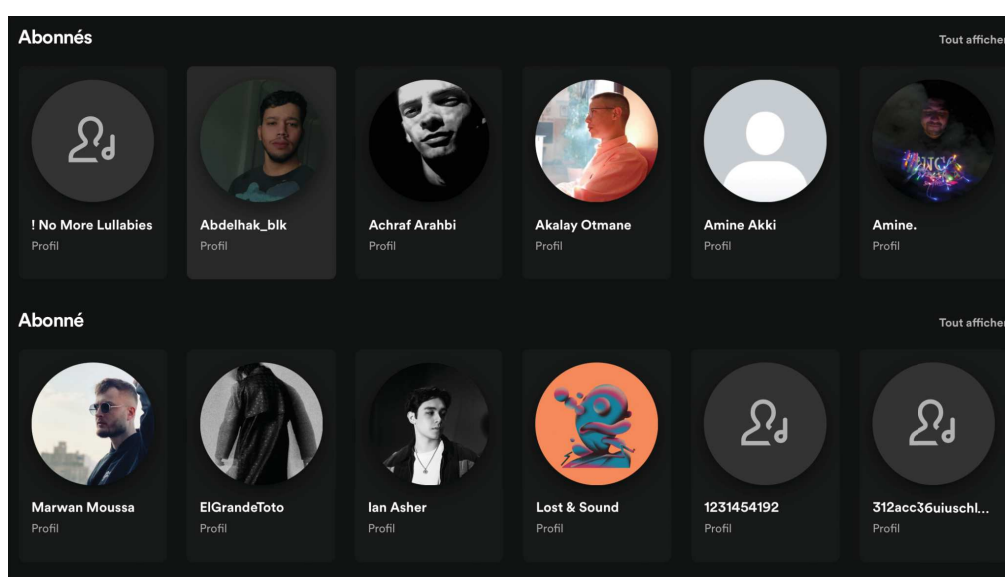 Abonnés
Tout afficher
! No More Lullabies
Abdelhak_blk
Achraf Arahbi
Akalay Otmane
Amine Akki
Amine.
Profil
Profil
Profil
Profil
Profil
Profil
Abonné
Tout afficher
Marwan Moussa
ElGrandeToto
Ian Asher
Lost & Sound
1231454192
312acc36uiuschl...
Profil
Profil
Profil
Profil
Profil
Profil